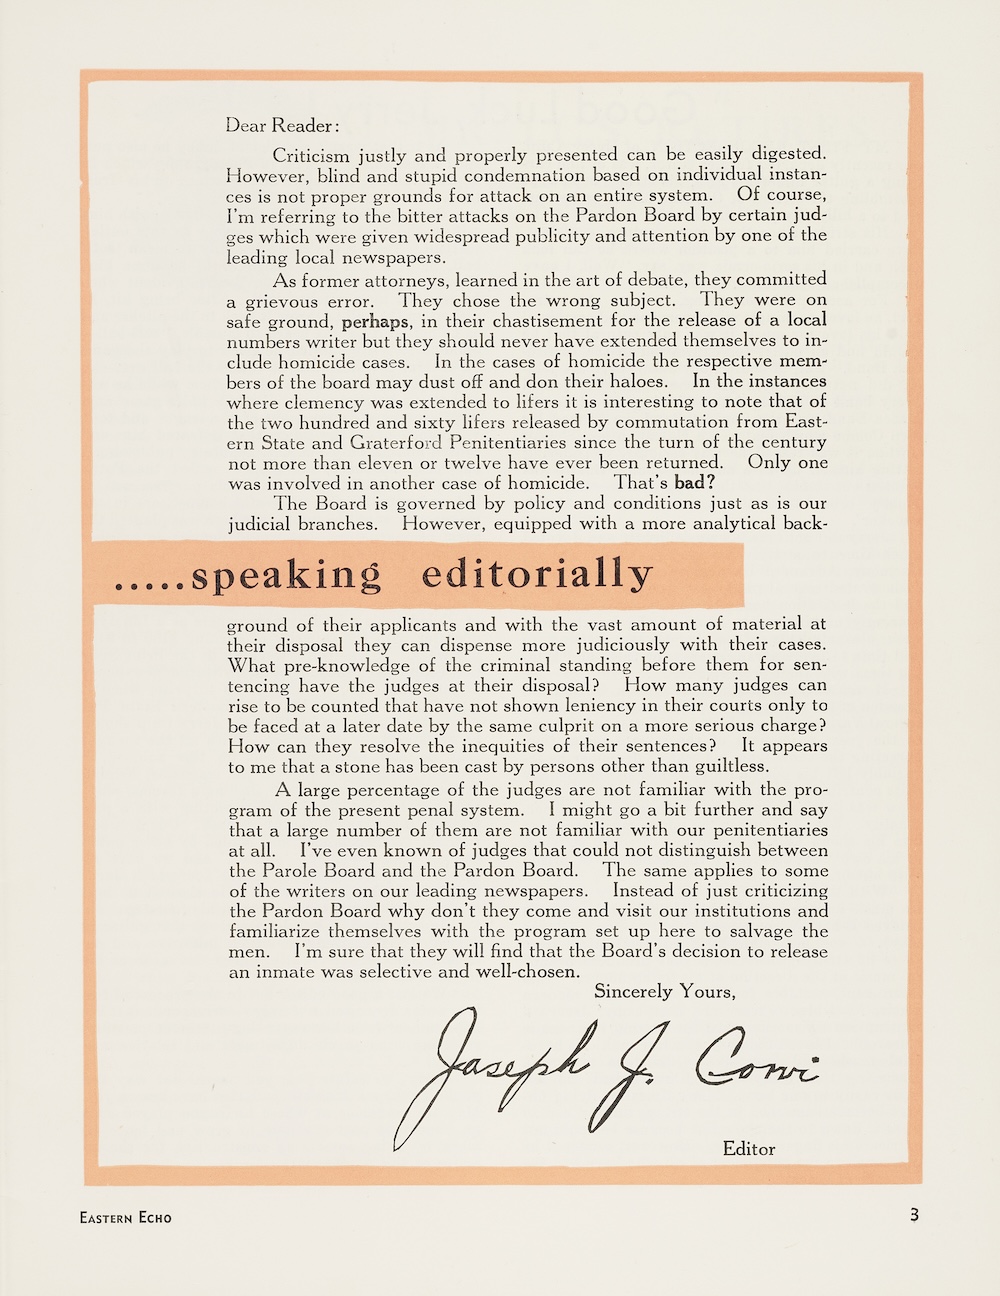 Dear Reader:
Criticism justly and properly presented can be easily digested.
However, blind and stupid condemnation based on individual instan-
ces is not proper grounds for attack on an entire system. Of course,
I'm referring to the bitter attacks on the Pardon Board by certain jud-
ges which were given widespread publicity and attention by one of the
leading local newspapers.
As former attorneys, learned in the art of debate, they committed
a grievous error. They chose the wrong subject. They were on
safe ground, perhaps, in their chastisement for the release of a local
numbers writer but they should never have extended themselves to in-
clude homicide cases. In the cases of homicide the respective mem-
bers of the board may dust off and don their haloes. In the instances
where clemency was extended to lifers it is interesting to note that of
the two hundred and sixty lifers released by commutation from East-
ern State and Graterford Penitentiaries since the turn of the century
not more than eleven or twelve have ever been returned. Only one
was involved in another case of homicide. That's bad?
The Board is governed by policy and conditions just as is our
judicial branches. However, equipped with a more analytical back-
.....speaking editorially
ground of their applicants and with the vast amount of material at
their disposal they can dispense more judiciously with their cases.
What pre-knowledge of the criminal standing before them for sen-
tencing have the judges at their disposal? How many judges can
rise to be counted that have not shown leniency in their courts only to
be faced at a later date by the same culprit on a more serious charge?
How can they resolve the inequities of their sentences? It appears
to me that a stone has been cast by persons other than guiltless.
A large percentage of the judges are not familiar with the pro-
gram of the present penal system. I might go a bit further and say
that a large number of them are not familiar with our penitentiaries
at all. I've even known of judges that could not distinguish between
the Parole Board and the Pardon Board. The same applies to some
of the writers on our leading newspapers. Instead of just criticizing
the Pardon Board why don't they come and visit our institutions and
familiarize themselves with the program set up here to salvage the
men. I'm sure that they will find that the Board's decision to release
an inmate was selective and well-chosen.
Sincerely Yours,
Joseph J. Corvi
Editor
Eastern Echo
3